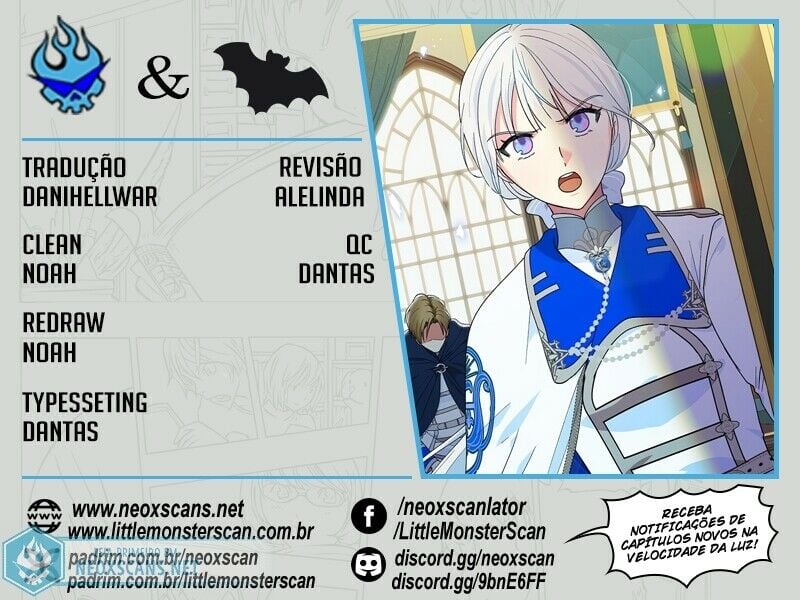 &
TRADUÇÃO
DANIHELLWAR
REVISÃO
ALELINDA
CLEAN
NOAH
QC
DANTAS
REDRAW
NOAH
TYPESSETING
DANTAS
www.neoxscans.net
www.littlemonsterscan.com.br
padrim.com.br/neoxscan
padrim.com.br/littlemonsterscan
/neoxscanlator
/LittleMonsterScan
discord.gg/neoxscan
discord.gg/9bnE6FF
RECEBA
NOTIFICAÇÕES DE
CAPÍTULOS NOVOS NA
VELOCIDADE DA LUZ!
NEOXSCANS.NET